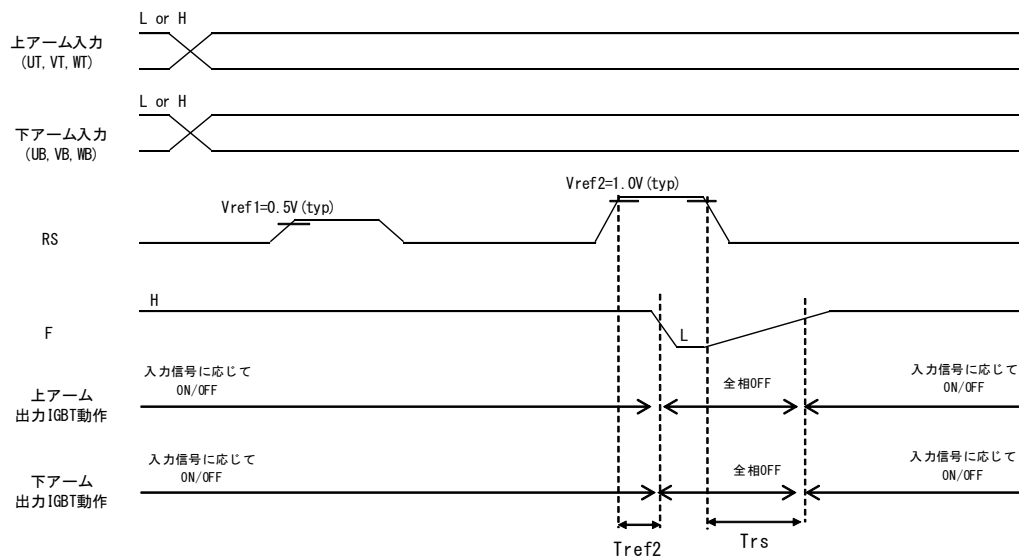 L or H
上アーム入力
(UT, VT, WT)
L or H
下アーム入力
(UB, VB, WB)
Vref1=0.5V(typ)
Vref2=1.0V(typ)
RS
H
F
L
入力信号に応じて
ON/OFF
全相OFF
入力信号に応じて
ON/OFF
上アーム
出力IGBT動作
入力信号に応じて
ON/OFF
全相OFF
入力信号に応じて
ON/OFF
下アーム
出力IGBT動作
Tref2
Trs